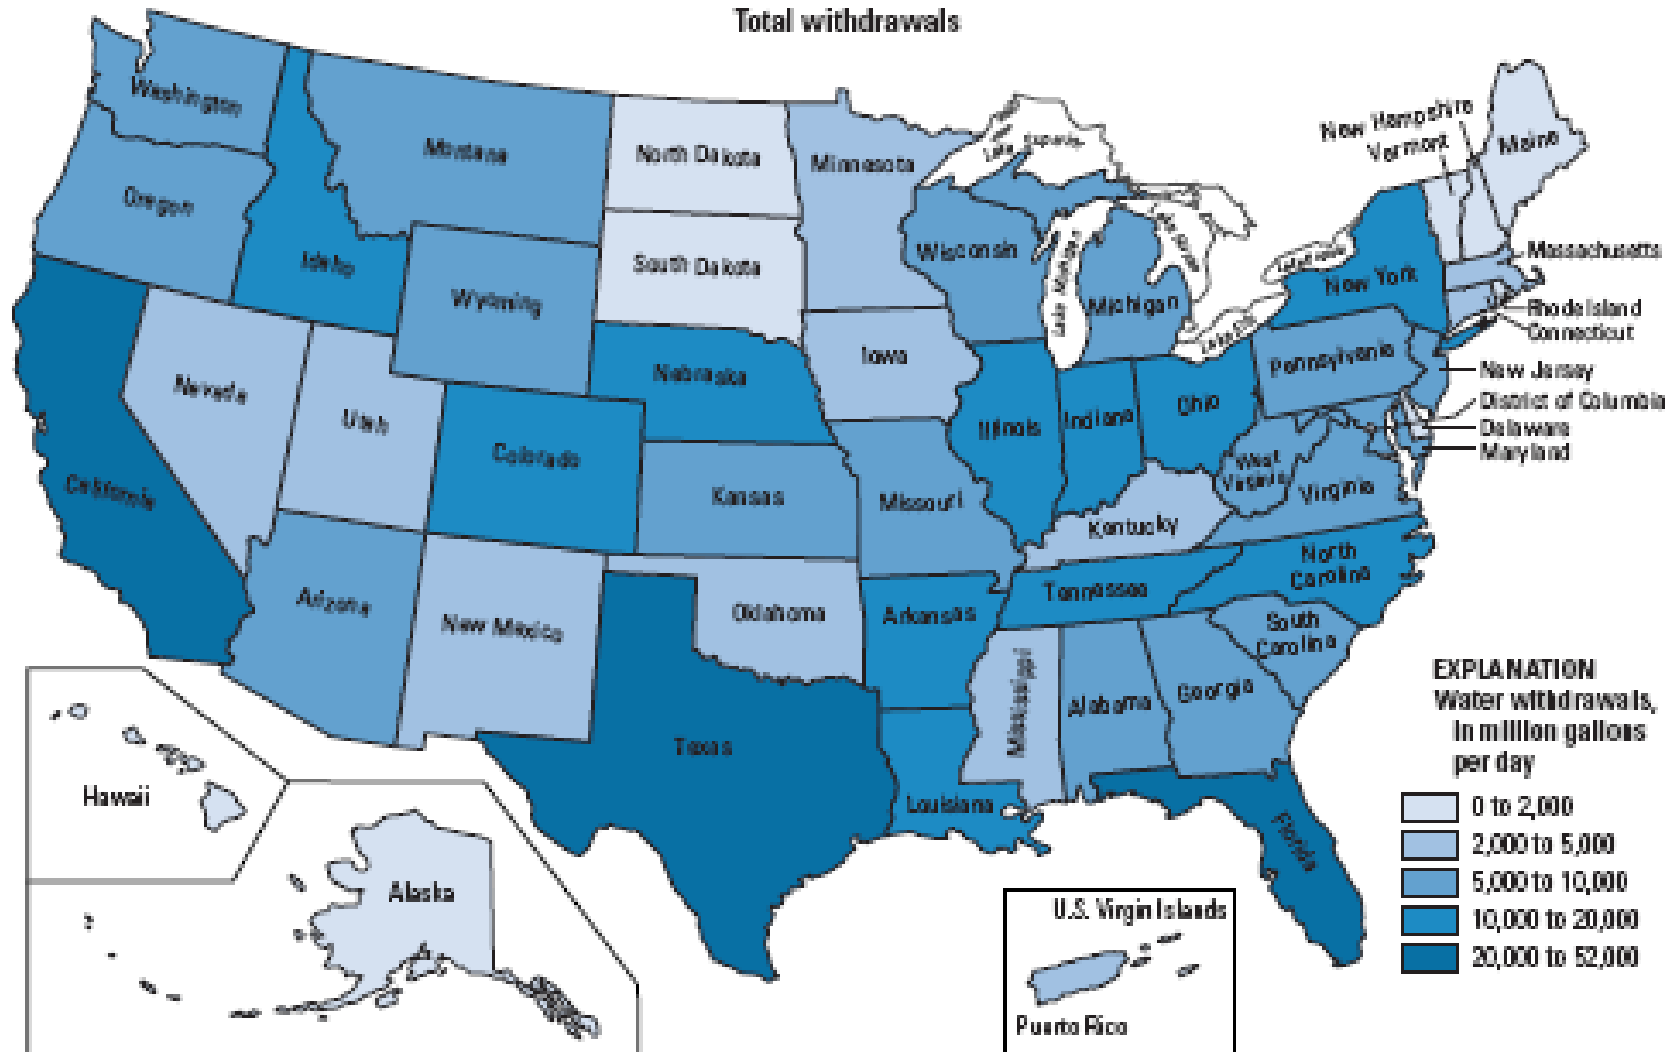 Total withdrawals
Washington
Montana
North Dakota
Minnesota
Lake Superior
New Hampshire
Vermont
Maine
Oregon
Idaho
Wyoming
South Dakota
Wisconsin
Lake Michigan
Michigan
New York
Massachusetts
Rhode Island
Connecticut
Nevada
Utah
Colorado
Nebraska
Iowa
Illinois
Indiana
Ohio
Pennsylvania
New Jersey
District of Columbia
Delaware
Maryland
California
Kansas
Missouri
Kentucky
West
Virginia
Virginia
Arizona
New Mexico
Oklahoma
Arkansas
Tennessee
North
Carolina
South
Carolina
Texas
Louisiana
Mississippi
Alabama
Georgia
Florida
Hawaii
Alaska
U.S. Virgin Islands
Puerto Rico
EXPLANATION
Water withdrawals,
in million gallons
per day
0 to 2,000
2,000 to 5,000
5,000 to 10,000
10,000 to 20,000
20,000 to 52,000